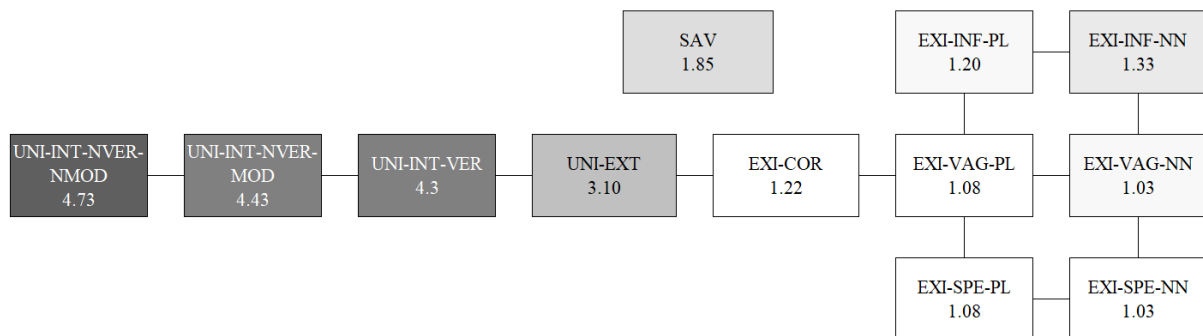 SAV
1.85
EXI-INF-PL
1.20
EXI-INF-NN
1.33
UNI-INT-NVER-
NMOD
4.73
UNI-INT-NVER-
MOD
4.43
UNI-INT-VER
4.3
UNI-EXT
3.10
EXI-COR
1.22
EXI-VAG-PL
1.08
EXI-VAG-NN
1.03
EXI-SPE-PL
1.08
EXI-SPE-NN
1.03